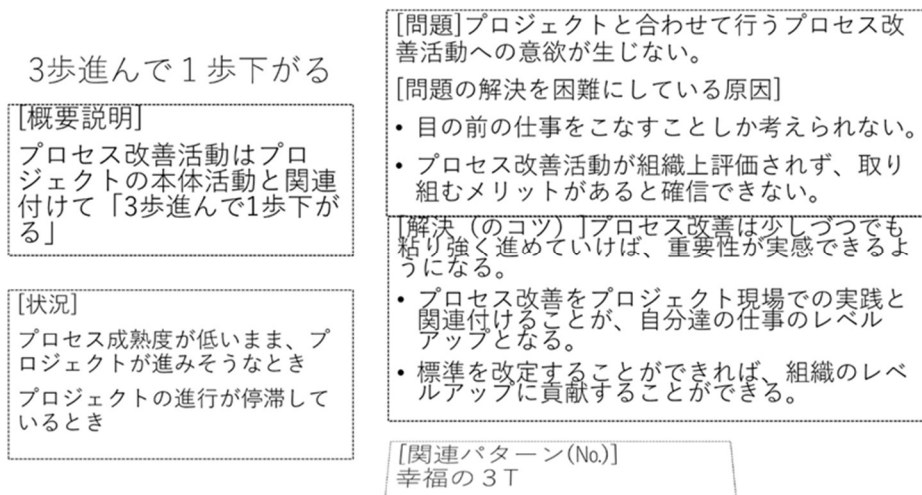 3歩進んで１歩下がる
[概要説明]
プロセス改善活動はプロ
ジェクトの本体活動と関連
付けて「3歩進んで1歩下が
る」
[状況]
プロセス成熟度が低いまま、プ
ロジェクトが進みそうなとき
プロジェクトの進行が停滞して
いるとき
[問題]プロジェクトと合わせて行うプロセス改
善活動への意欲が生じない。
[問題の解決を困難にしている原因]
• 目の前の仕事をこなすことしか考えられない。
• プロセス改善活動が組織上評価されず、取り
組むメリットがあると確信できない。
[解決（のコツ）]プロセス改善は少しづつでも
粘り強く進めていけば、重要性が実感できるよ
うになる。
• プロセス改善をプロジェクト現場での実践と
関連付けることが、自分達の仕事のレベル
アップとなる。
• 標準を改定することができれば、組織のレベ
ルアップに貢献することができる。
[関連パターン(No.)]
幸福の３T